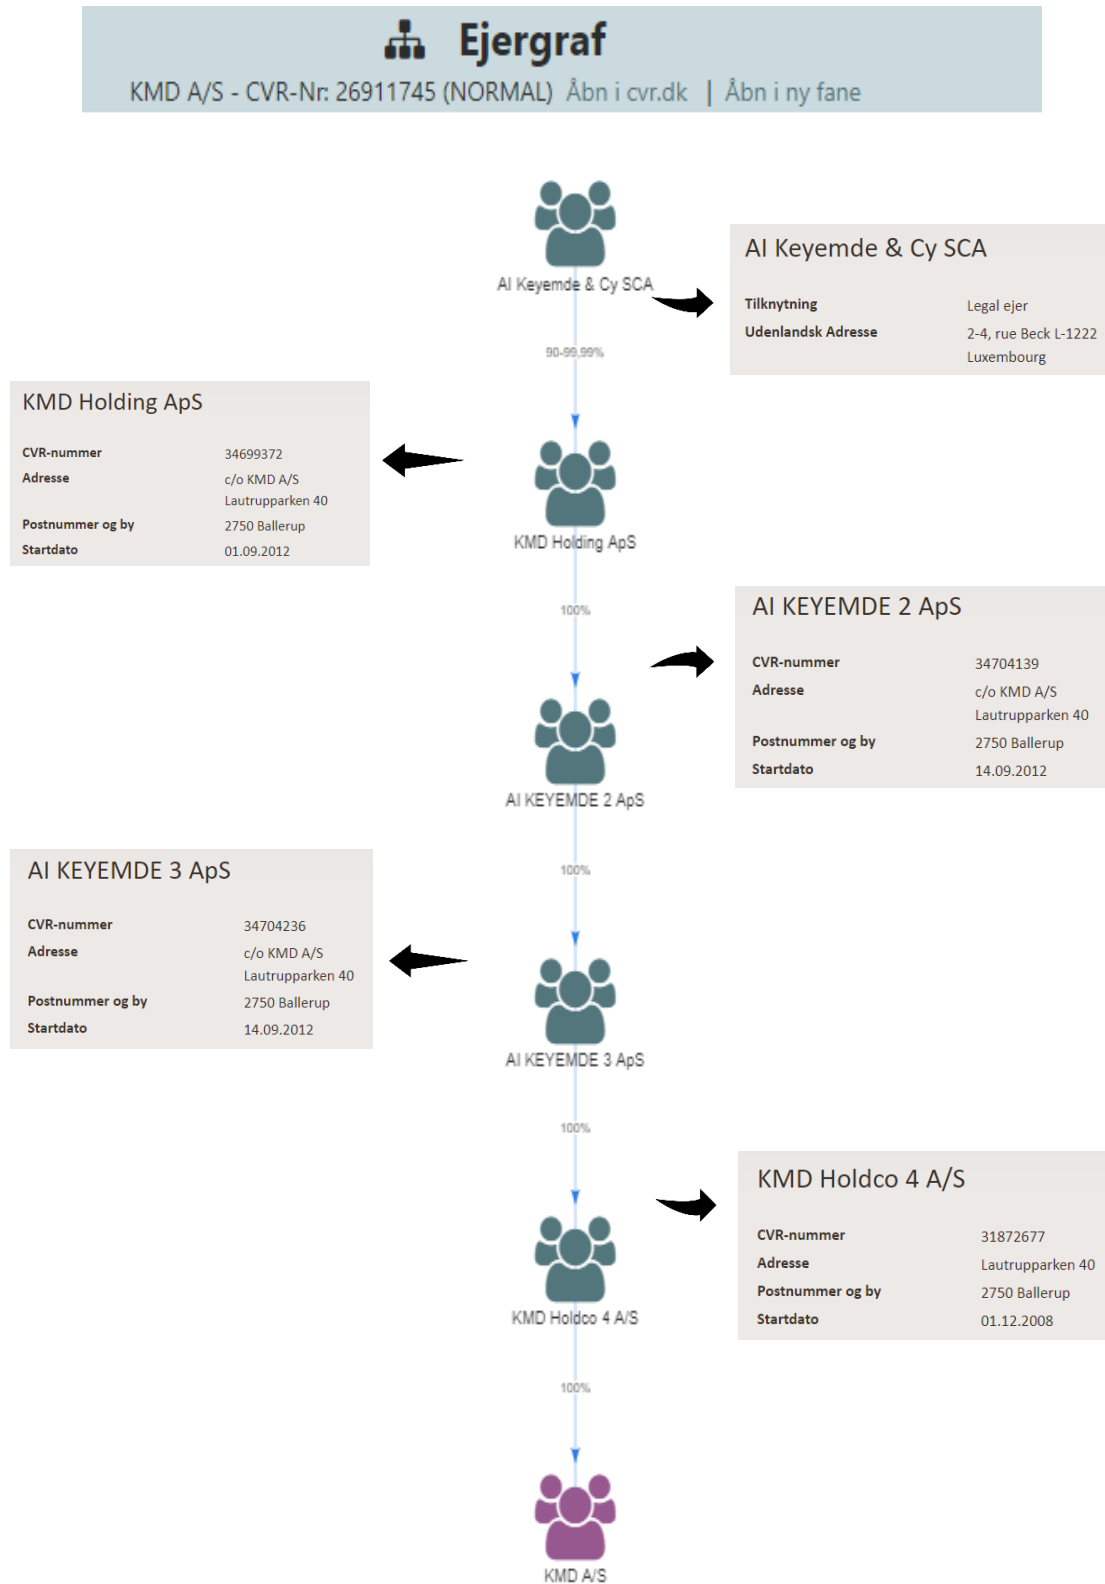 Ejergraf
KMD A/S - CVR-Nr: 26911745 (NORMAL) Åbn i cvr.dk | Åbn i ny fane
AI Keyemde & Cy SCA
AI Keyemde & Cy SCA
Tilknytning Legal ejer
Udenlandsk Adresse 2-4, rue Beck L-1222
Luxembourg
90-99,99%
KMD Holding ApS
CVR-nummer 34699372
Adresse c/o KMD A/S
Lautrupparken 40
Postnummer og by 2750 Ballerup
Startdato 01.09.2012
KMD Holding ApS
100%
AI KEYEMDE 2 ApS
CVR-nummer 34704139
Adresse c/o KMD A/S
Lautrupparken 40
Postnummer og by 2750 Ballerup
Startdato 14.09.2012
AI KEYEMDE 2 ApS
100%
AI KEYEMDE 3 ApS
CVR-nummer 34704236
Adresse c/o KMD A/S
Lautrupparken 40
Postnummer og by 2750 Ballerup
Startdato 14.09.2012
AI KEYEMDE 3 ApS
100%
KMD Holdco 4 A/S
CVR-nummer 31872677
Adresse Lautrupparken 40
Postnummer og by 2750 Ballerup
Startdato 01.12.2008
KMD Holdco 4 A/S
100%
KMD A/S